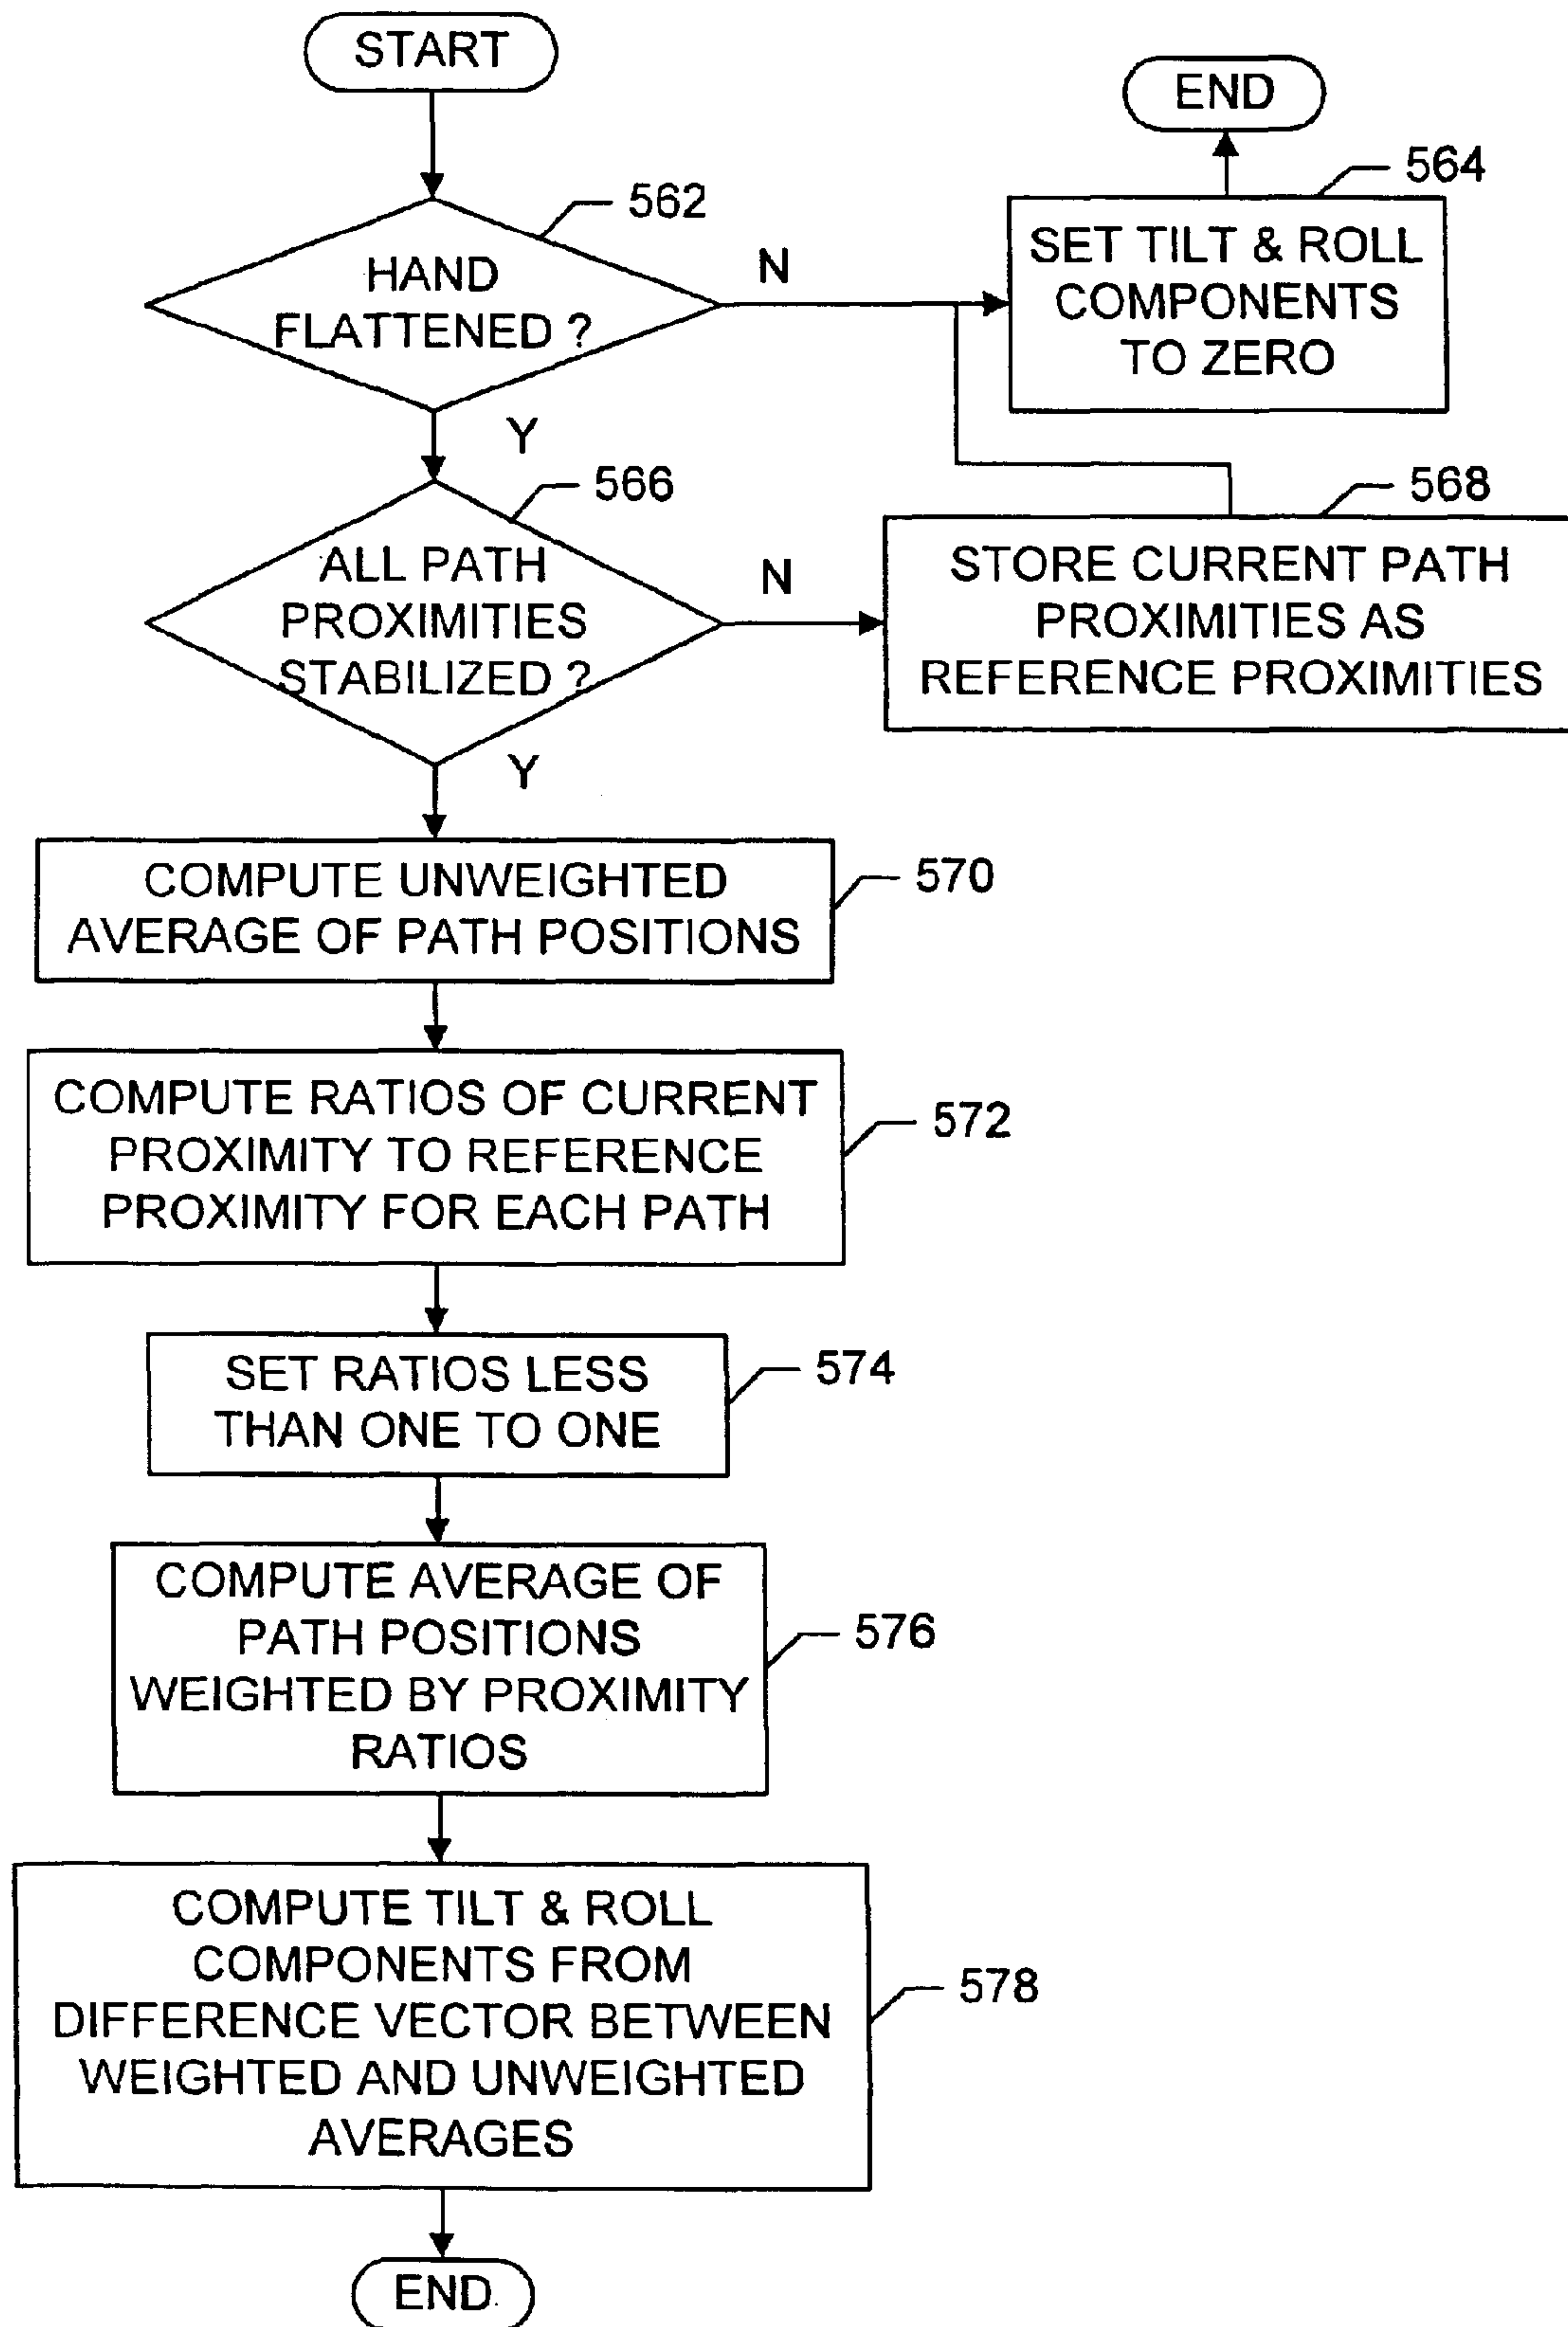 START
END
562
564
HAND
FLATTENED ?
N
SET TILT & ROLL
COMPONENTS
TO ZERO
Y
566
568
ALL PATH
PROXIMITIES
STABILIZED ?
N
STORE CURRENT PATH
PROXIMITIES AS
REFERENCE PROXIMITIES
Y
COMPUTE UNWEIGHTED
AVERAGE OF PATH POSITIONS
570
COMPUTE RATIOS OF CURRENT
PROXIMITY TO REFERENCE
PROXIMITY FOR EACH PATH
572
SET RATIOS LESS
THAN ONE TO ONE
574
COMPUTE AVERAGE OF
PATH POSITIONS
WEIGHTED BY PROXIMITY
RATIOS
576
COMPUTE TILT & ROLL
COMPONENTS FROM
DIFFERENCE VECTOR BETWEEN
WEIGHTED AND UNWEIGHTED
AVERAGES
578
END